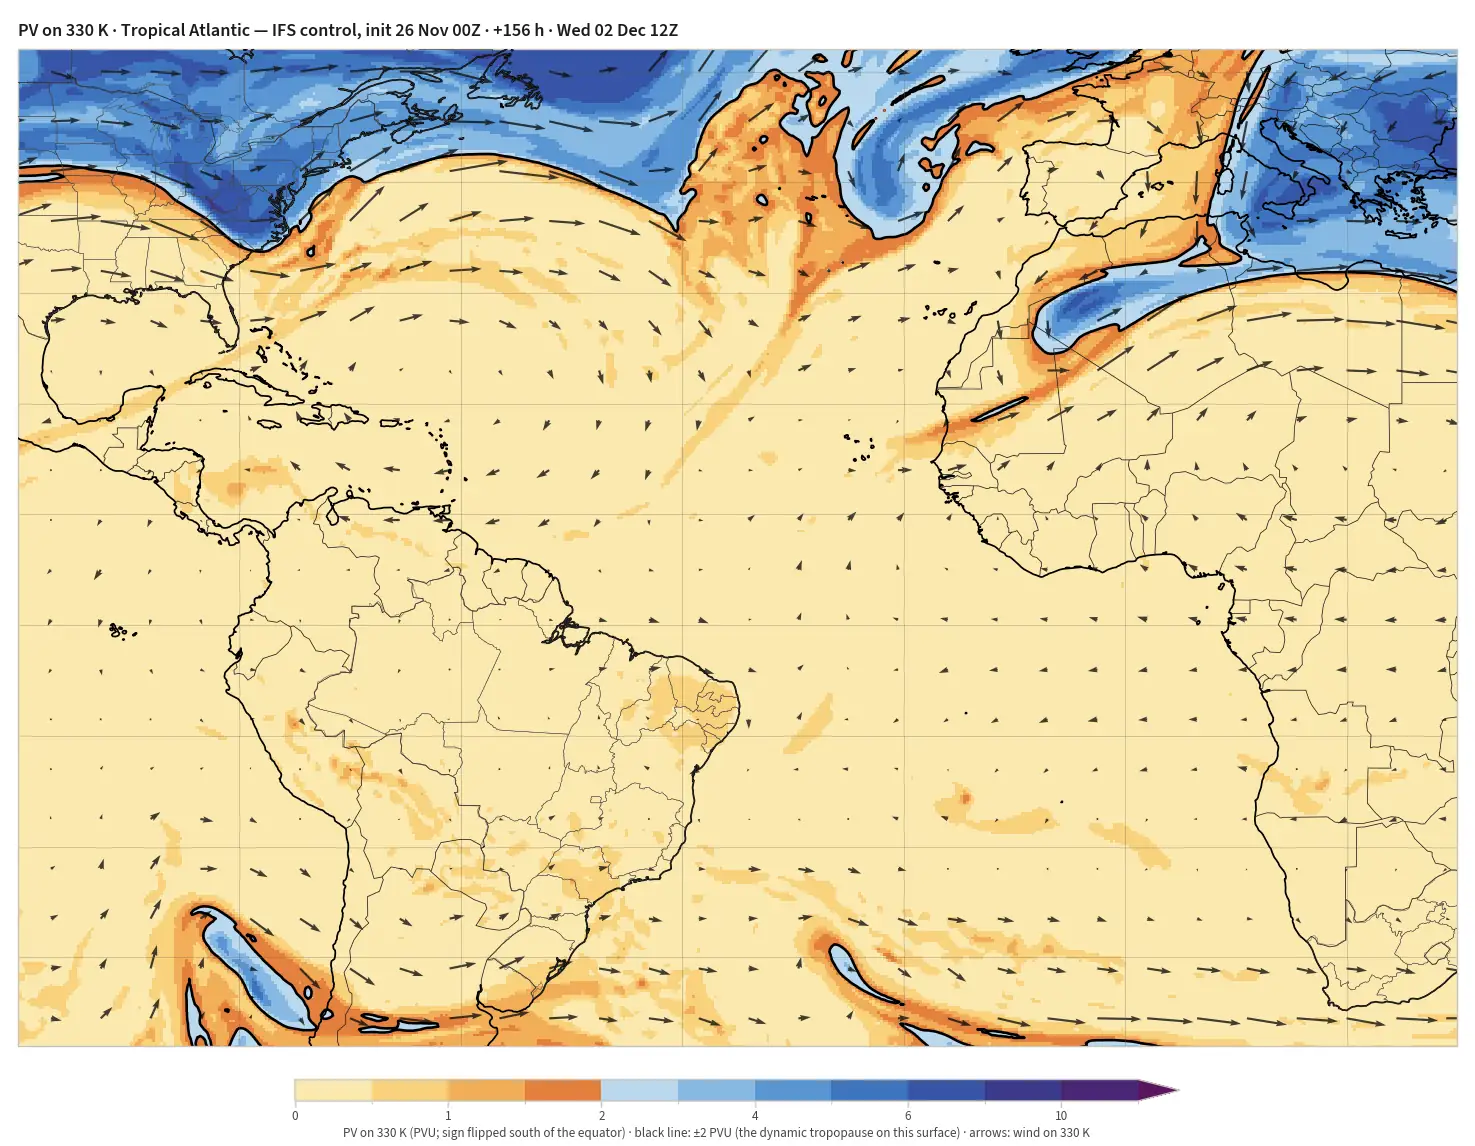 PV on 330 K · Tropical Atlantic — IFS control, init 26 Nov 00Z · +156 h · Wed 02 Dec 12Z
0 1 2 4 6 10
PV on 330 K (PVU; sign flipped south of the equator) · black line: ±2 PVU (the dynamic tropopause on this surface) · arrows: wind on 330 K